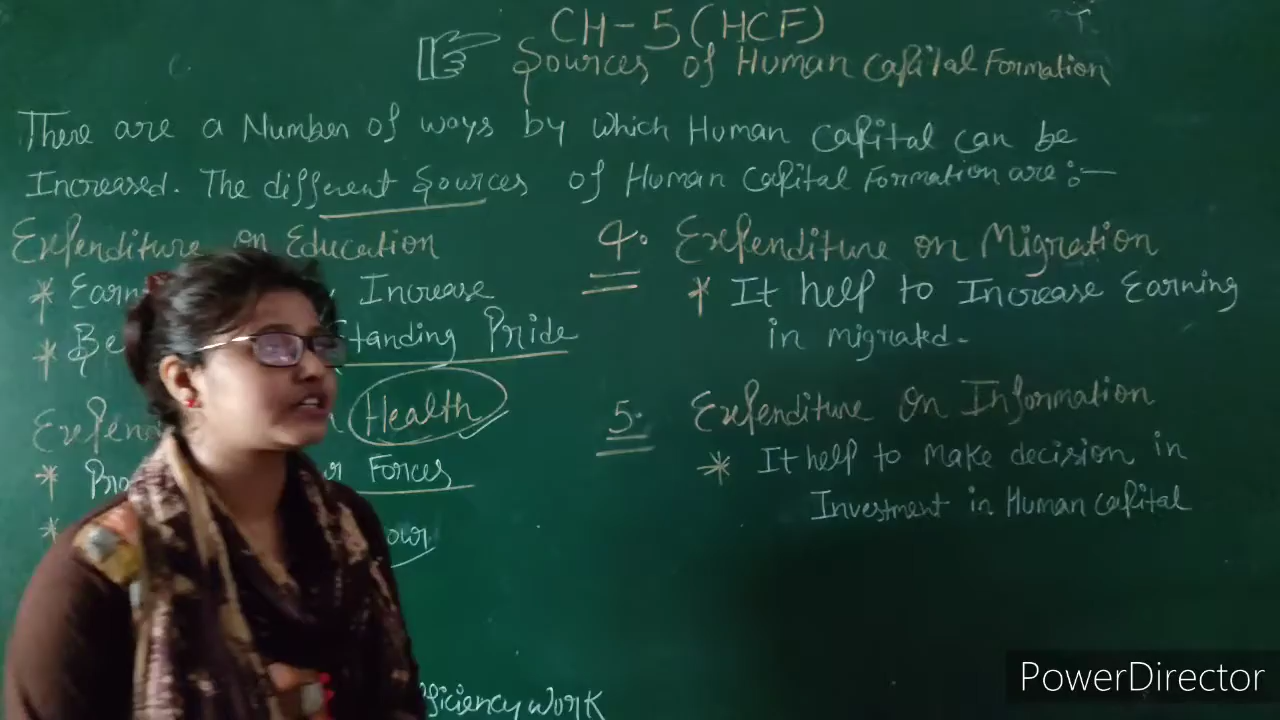 CH-5 (HCF)
Sources of Human Capital Formation
There are a Number of ways by which Human Capital can be
Increased. The different Sources of Human Capital Formation are:-
Expenditure on Education
* Earn Increase
* Be Standing Pride
Health
* Forces
*
4. Expenditure on Migration
* It help to Increase Earning
in migrated.
5. Expenditure On Information
* It help to make decision in
Investment in Human Capital
efficiency work
PowerDirector